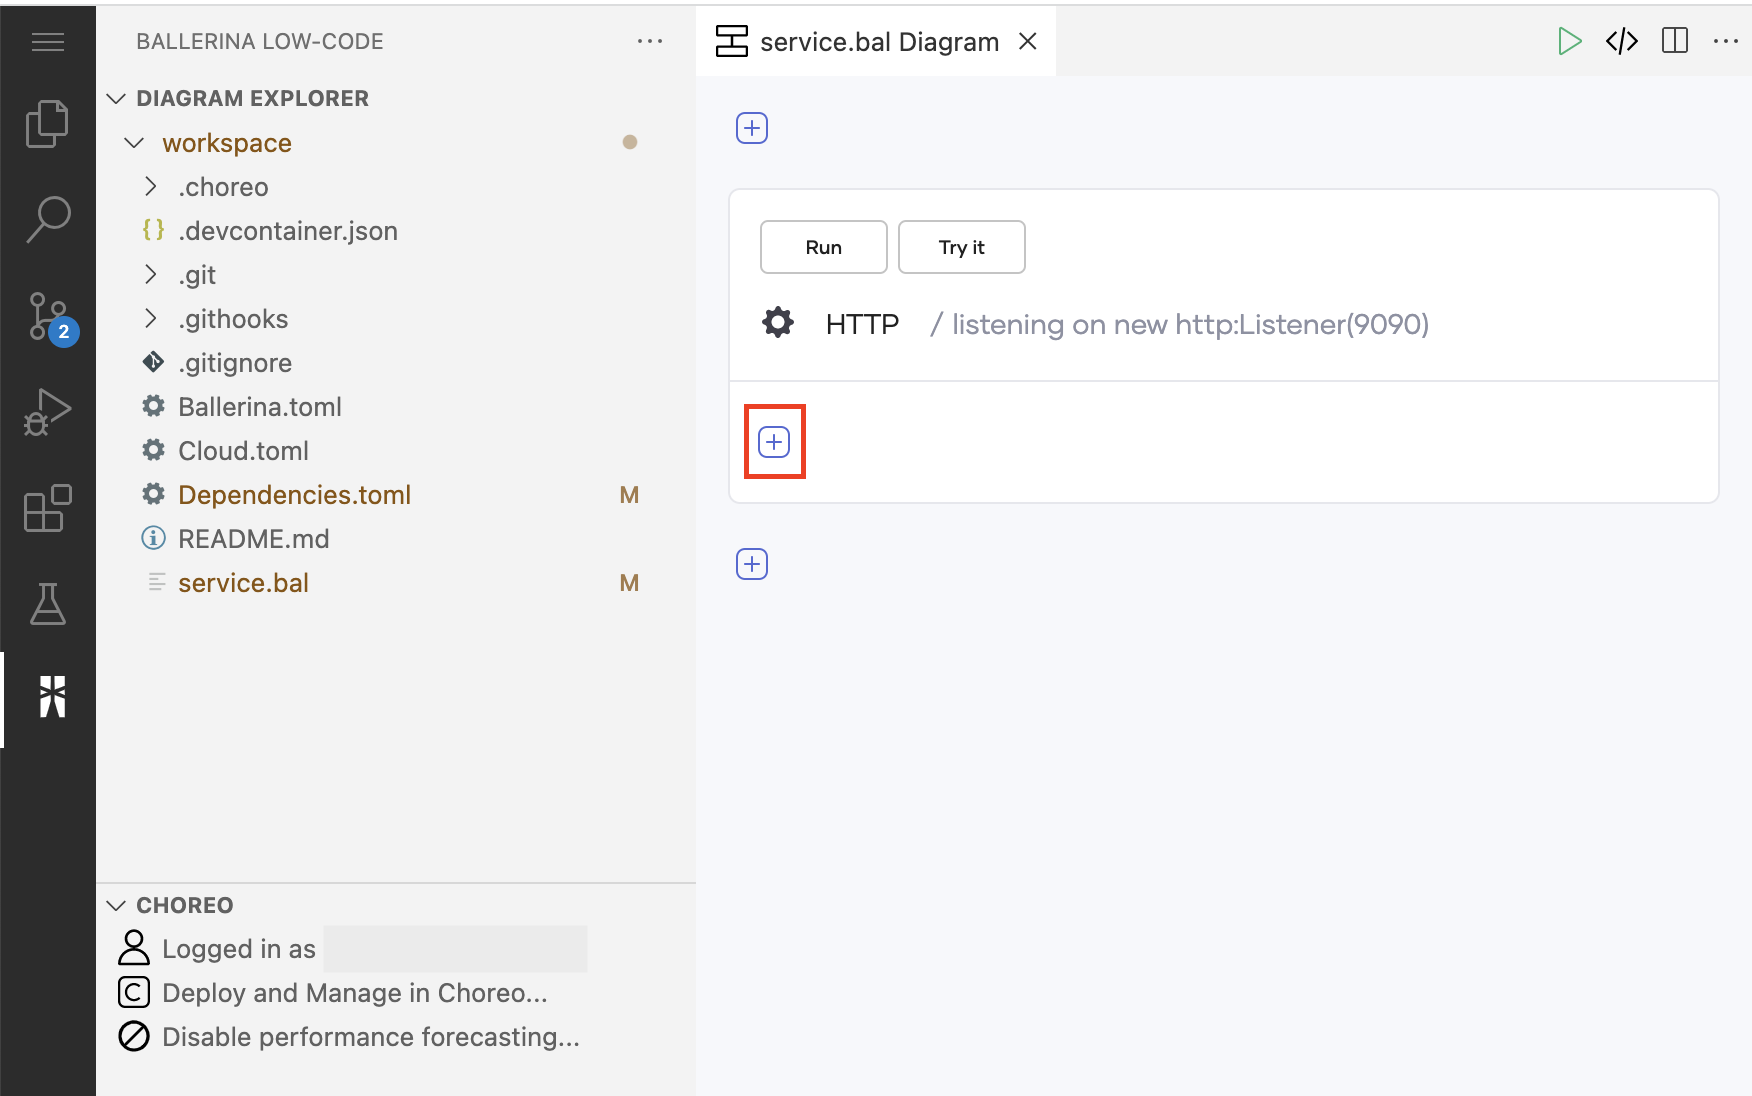 BALLERINA LOW-CODE
DIAGRAM EXPLORER
workspace
.choreo
{} .devcontainer.json
.git
.githooks
.gitignore
Ballerina.toml
Cloud.toml
Dependencies.toml M
README.md
service.bal M
2
CHOREO
Logged in as
Deploy and Manage in Choreo...
Disable performance forecasting...
service.bal Diagram
Run
Try it
HTTP / listening on new http:Listener(9090)